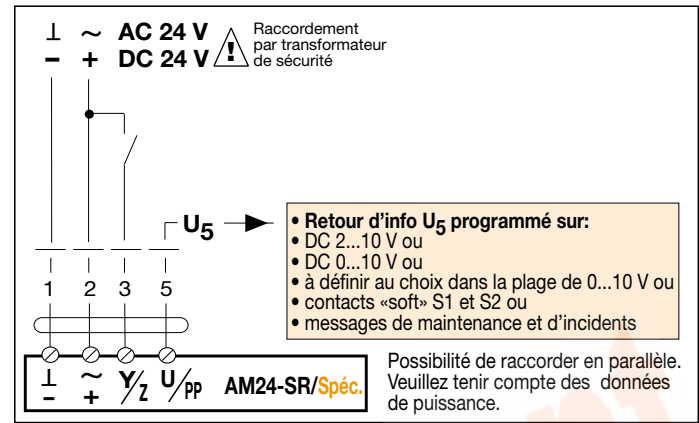 ⊥ ~ AC 24 V
– + DC 24 V
!
Raccordement
par transformateur
de sécurité
U5
• Retour d’info U5 programmé sur:
• DC 2...10 V ou
• DC 0...10 V ou
• à définir au choix dans la plage de 0...10 V ou
• contacts «soft» S1 et S2 ou
• messages de maintenance et d’incidents
1 2 3 5
⊥ ~ Y/Z U/PP AM24-SR/Spéc.
– +
Possibilité de raccorder en parallèle.
Veuillez tenir compte des données
de puissance.